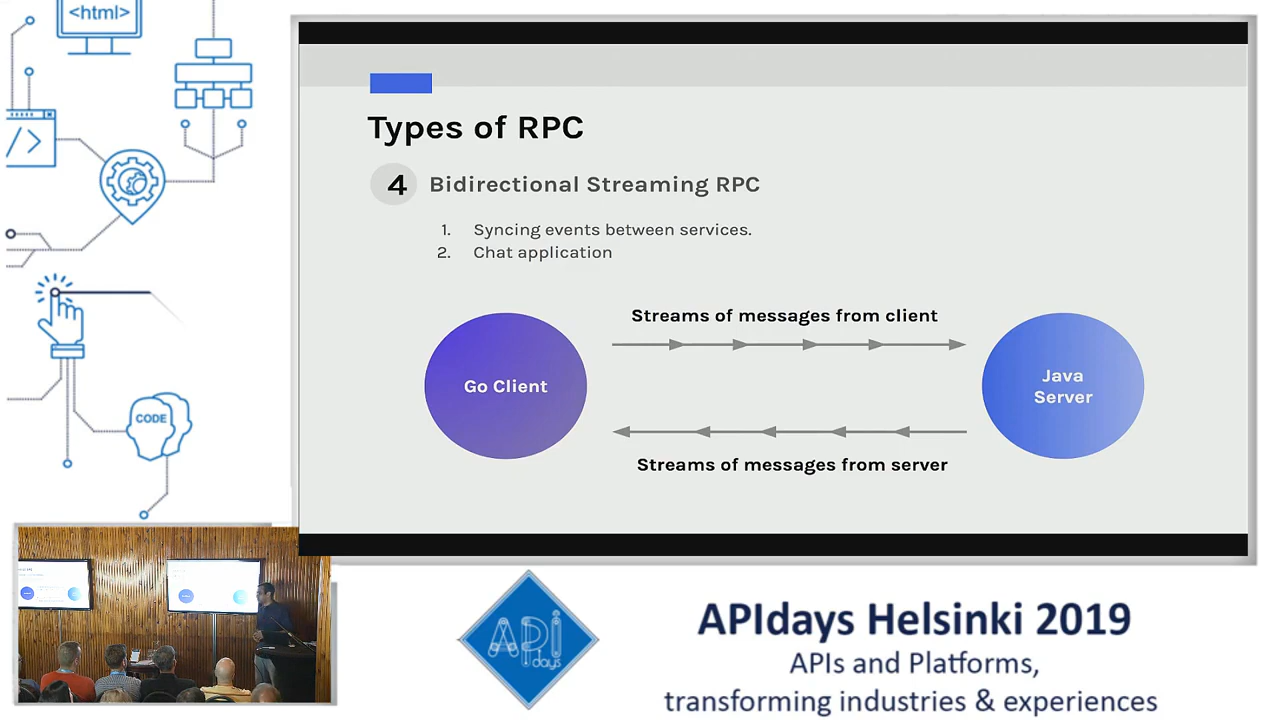 <html>
Types of RPC
4 Bidirectional Streaming RPC
1. Syncing events between services.
2. Chat application
Streams of messages from client
Go Client
Java
Server
Streams of messages from server
</>
CODE
API
days
APIdays Helsinki 2019
APIs and Platforms,
transforming industries & experiences